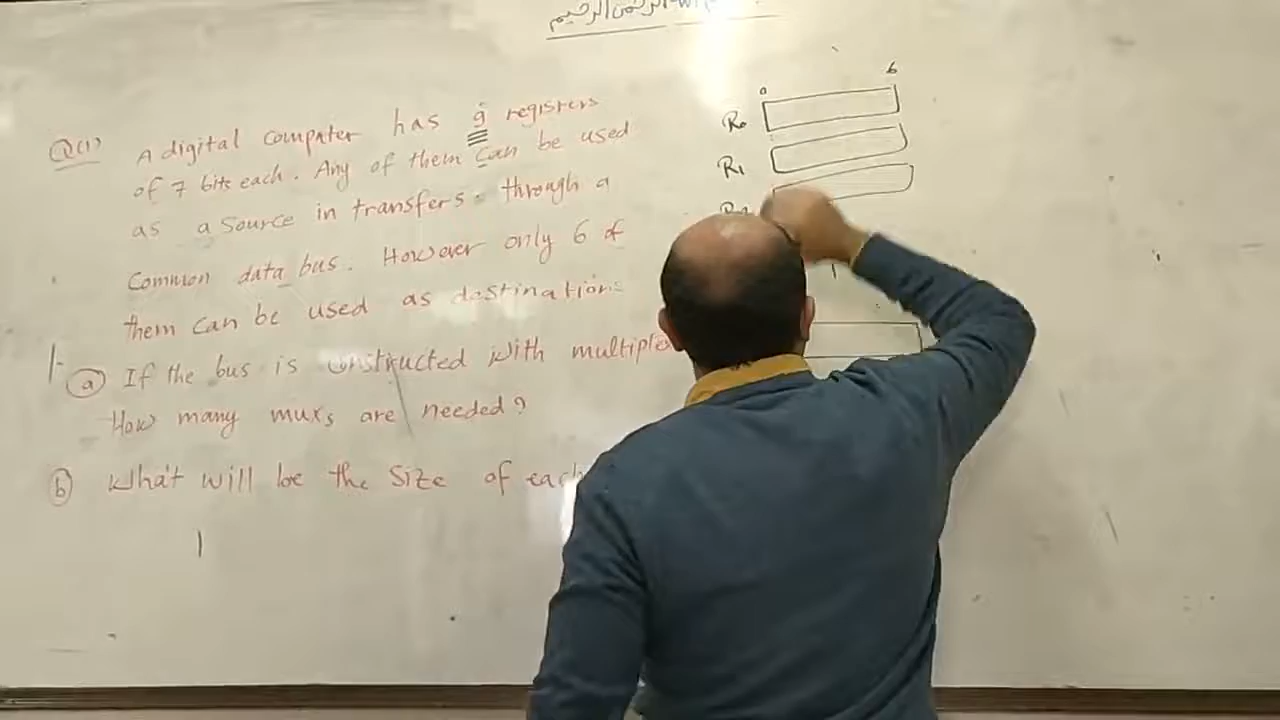 الرحمن الرحيم
Q(1) A digital computer has 9 registers
of 7 bits each. Any of them can be used
as a source in transfers through a
common data bus. However only 6 of
them can be used as destinations
(a) If the bus is constructed with
How many muxs are needed?
(b) What will be the size of each
0 6
R0
R1